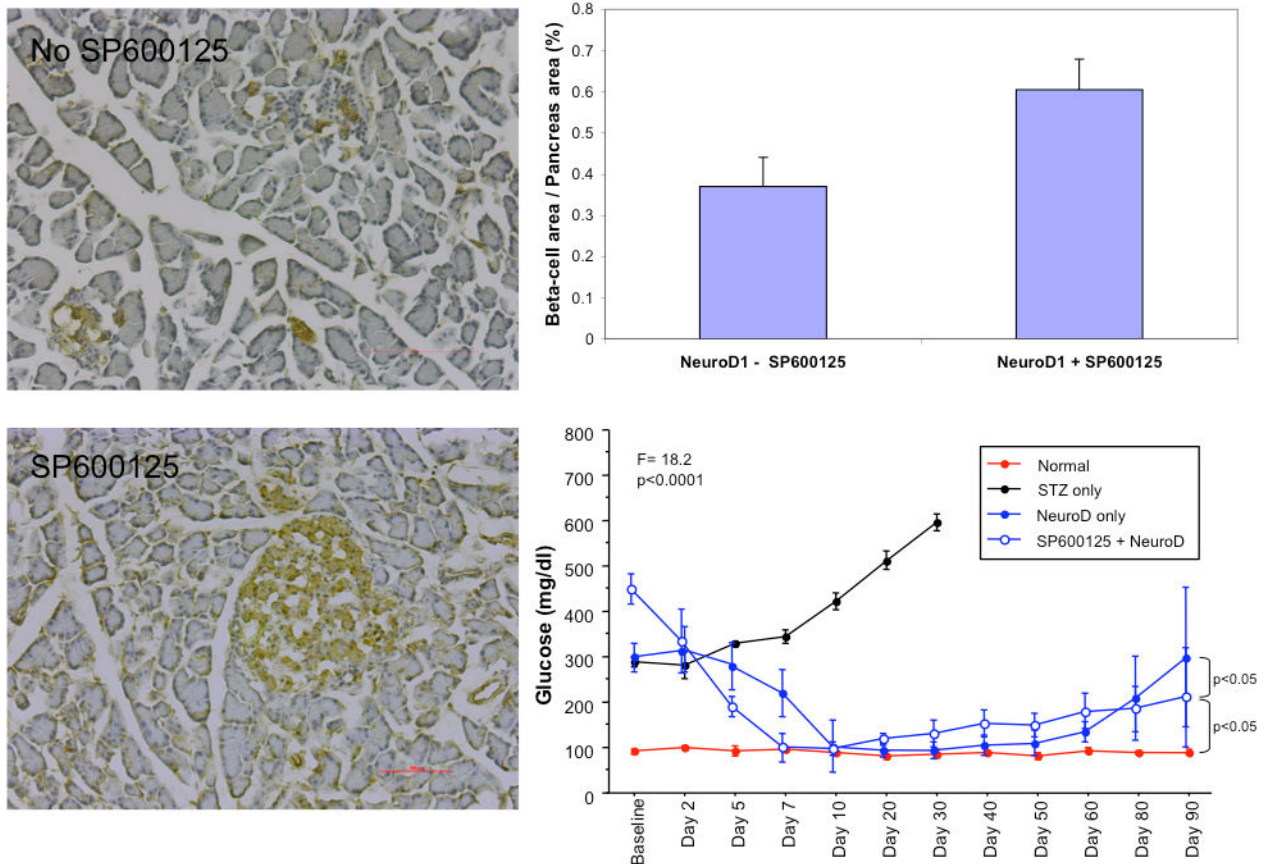 No SP600125
Beta-cell area / Pancreas area (%)
0.8
0.7
0.6
0.5
0.4
0.3
0.2
0.1
0
NeuroD1 - SP600125
NeuroD1 + SP600125
SP600125
Glucose (mg/dl)
800
700
600
500
400
300
200
100
0
F= 18.2
p<0.0001
Normal
STZ only
NeuroD only
SP600125 + NeuroD
p<0.05
p<0.05
Baseline
Day 2
Day 5
Day 7
Day 10
Day 20
Day 30
Day 40
Day 50
Day 60
Day 80
Day 90